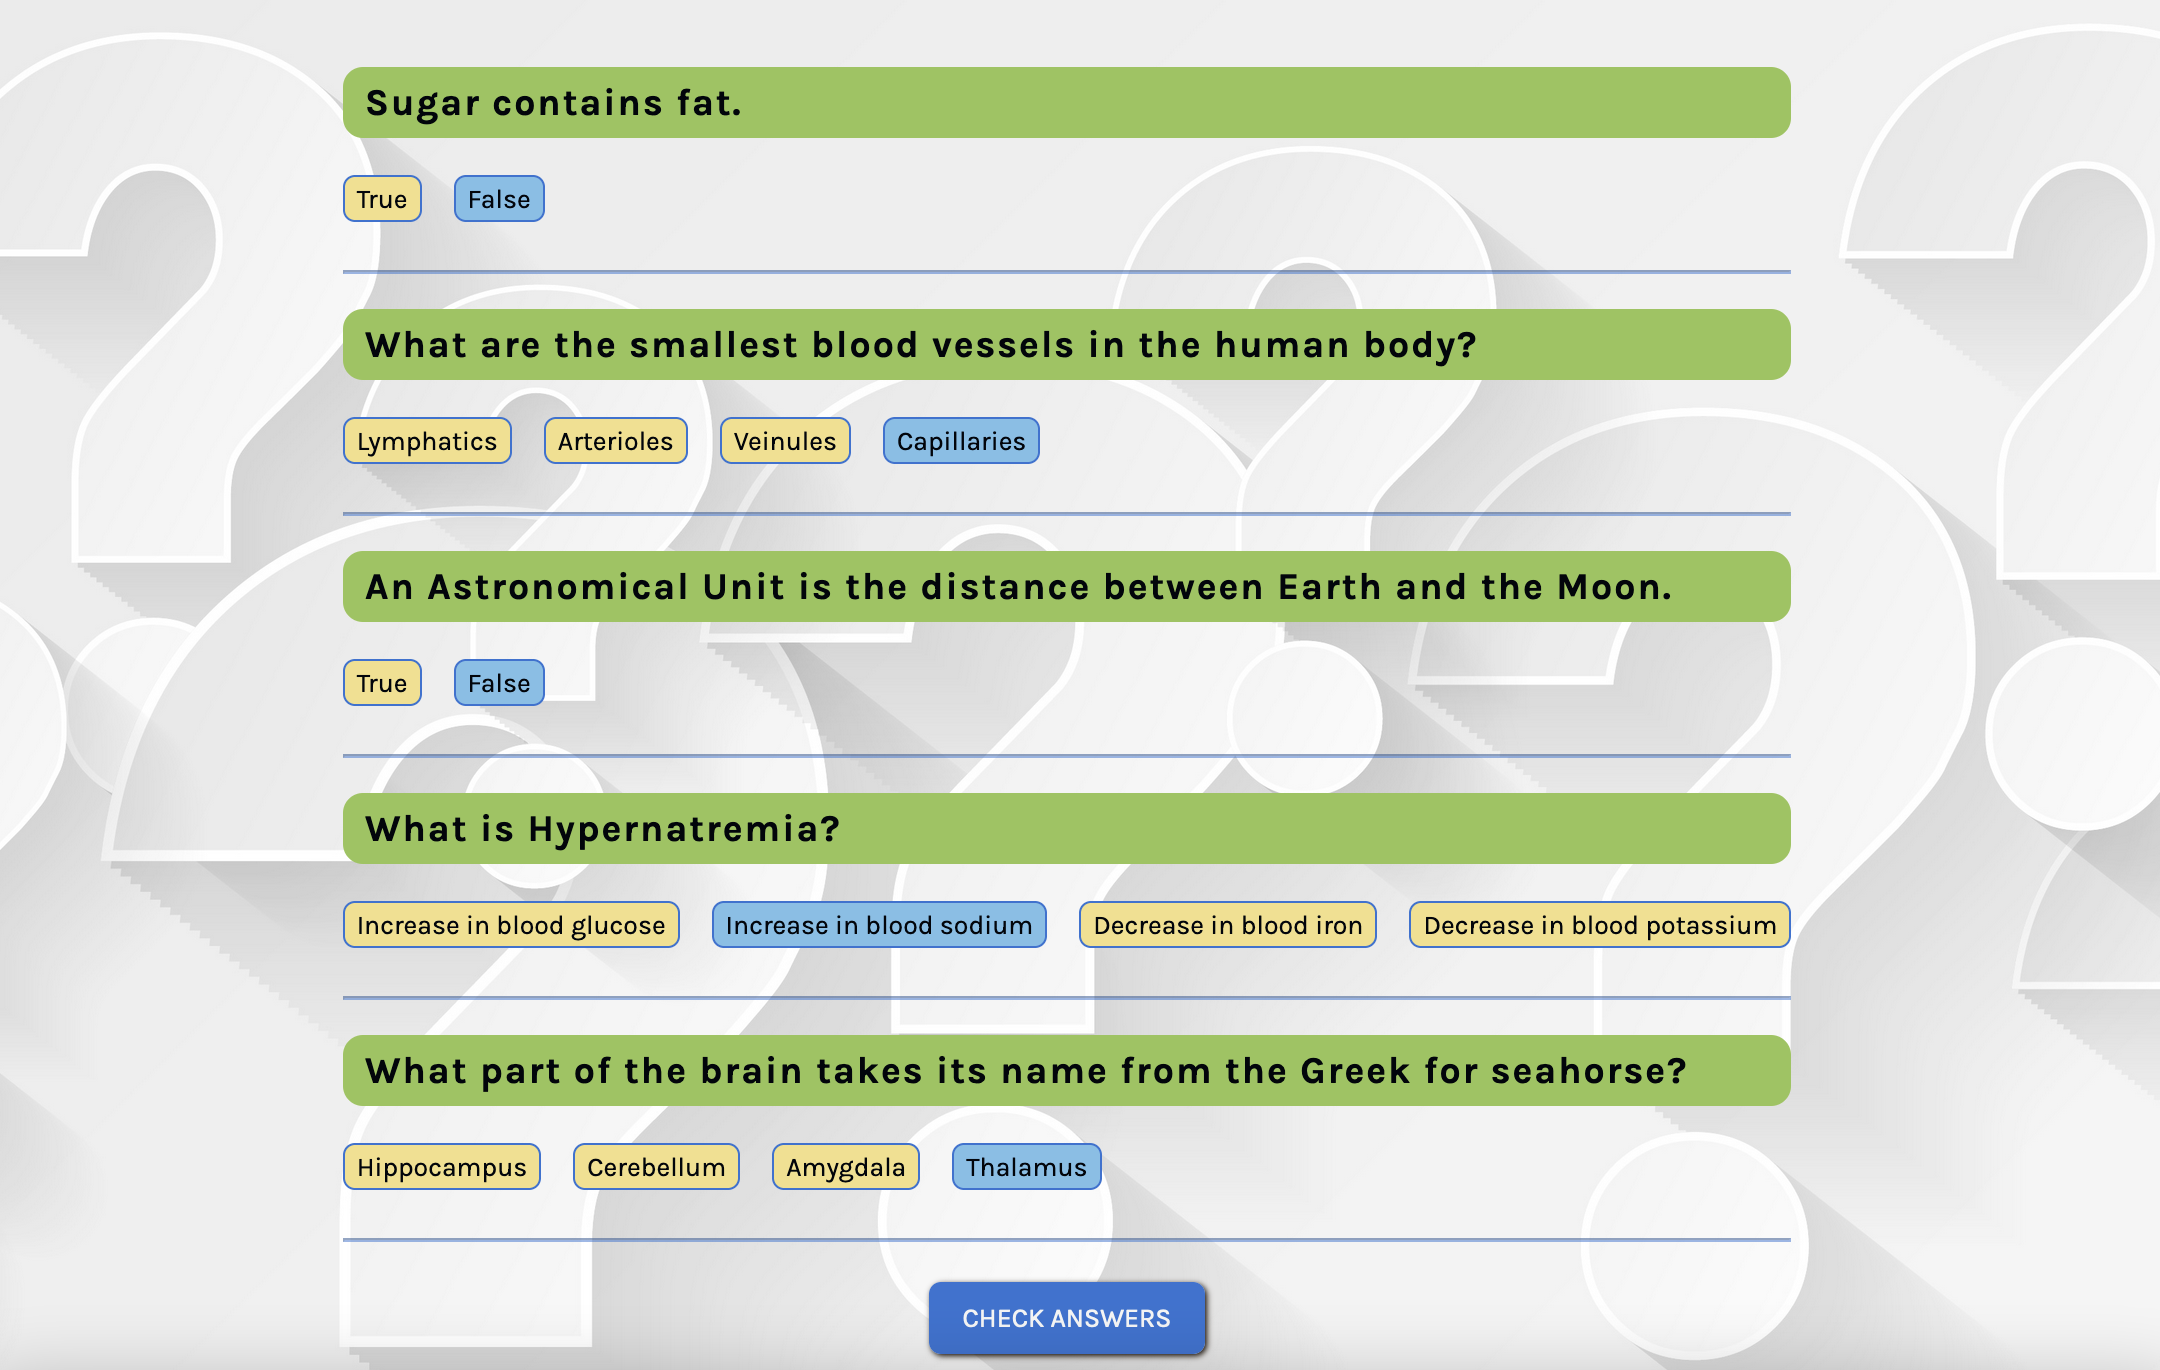 Sugar contains fat.
True False
What are the smallest blood vessels in the human body?
Lymphatics Arterioles Veinules Capillaries
An Astronomical Unit is the distance between Earth and the Moon.
True False
What is Hypernatremia?
Increase in blood glucose Increase in blood sodium Decrease in blood iron Decrease in blood potassium
What part of the brain takes its name from the Greek for seahorse?
Hippocampus Cerebellum Amygdala Thalamus
CHECK ANSWERS